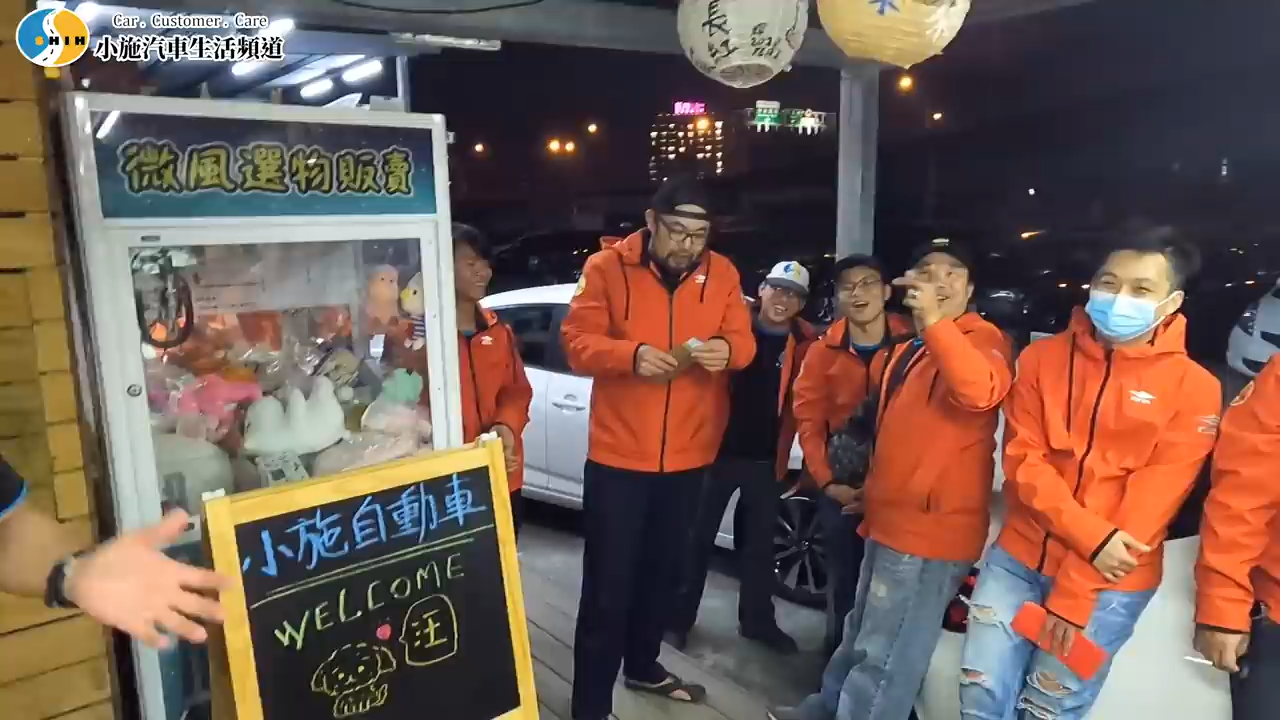 Car. Customer. Care
SHIH
小施汽車生活頻道
微風選物販賣
小施自動車
WELCOME
汪